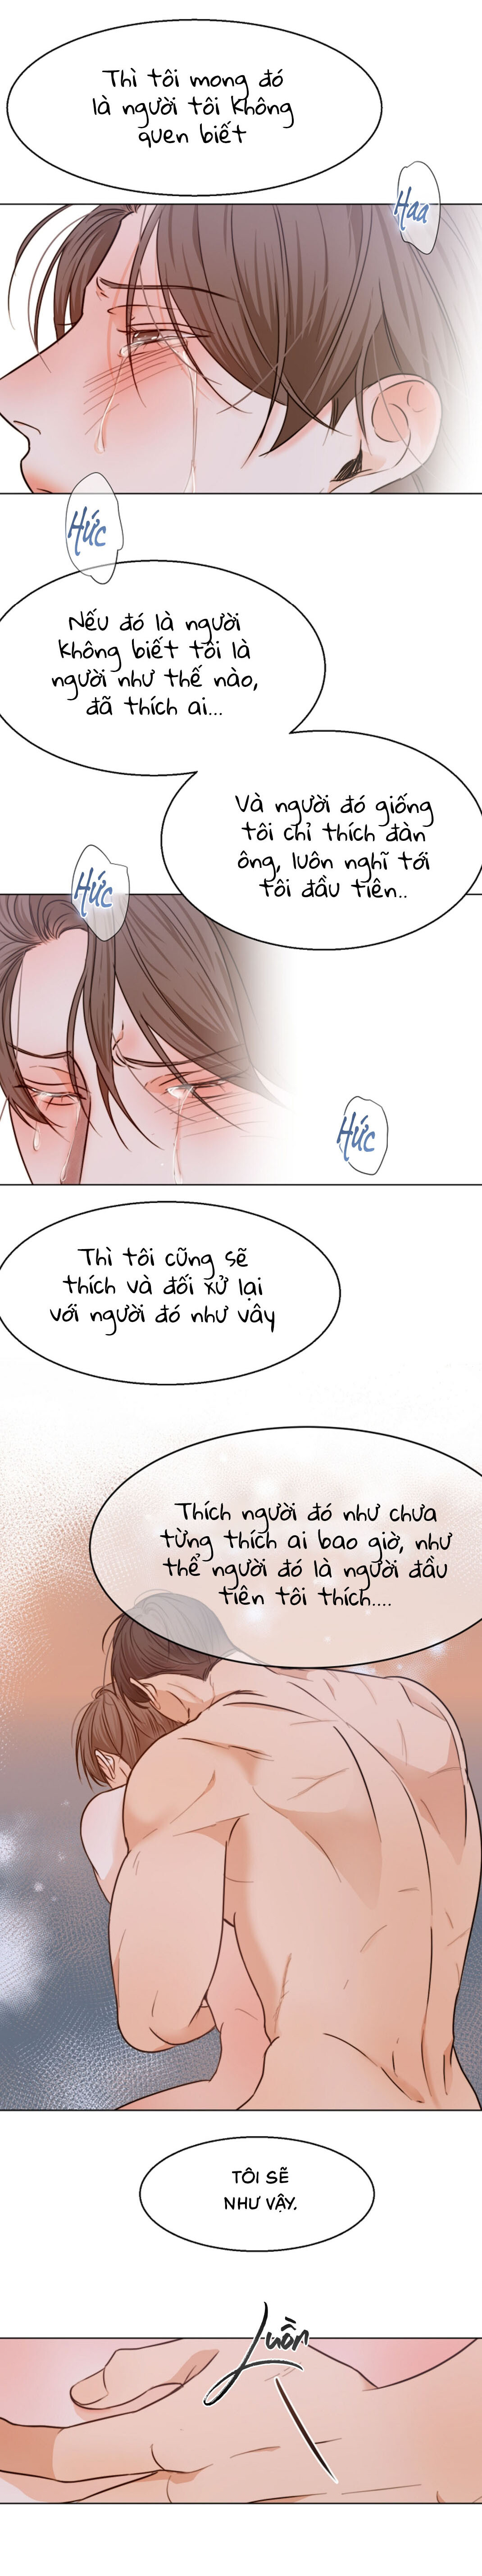 Thì tôi mong đó
là người tôi không
quen biết
Haa
Hức
Nếu đó là người
không biết tôi là
người như thế nào,
đã thích ai...
Và người đó giống
tôi chỉ thích đàn
ông, luôn nghĩ tới
tôi đầu tiên..
Hức
Hức
Thì tôi cũng sẽ
thích và đối xử lại
với người đó như vây
Thích người đó như chưa
từng thích ai bao giờ, như
thể người đó là người đầu
tiên tôi thích....
TÔI SẼ
NHƯ VẬY.
Luồn